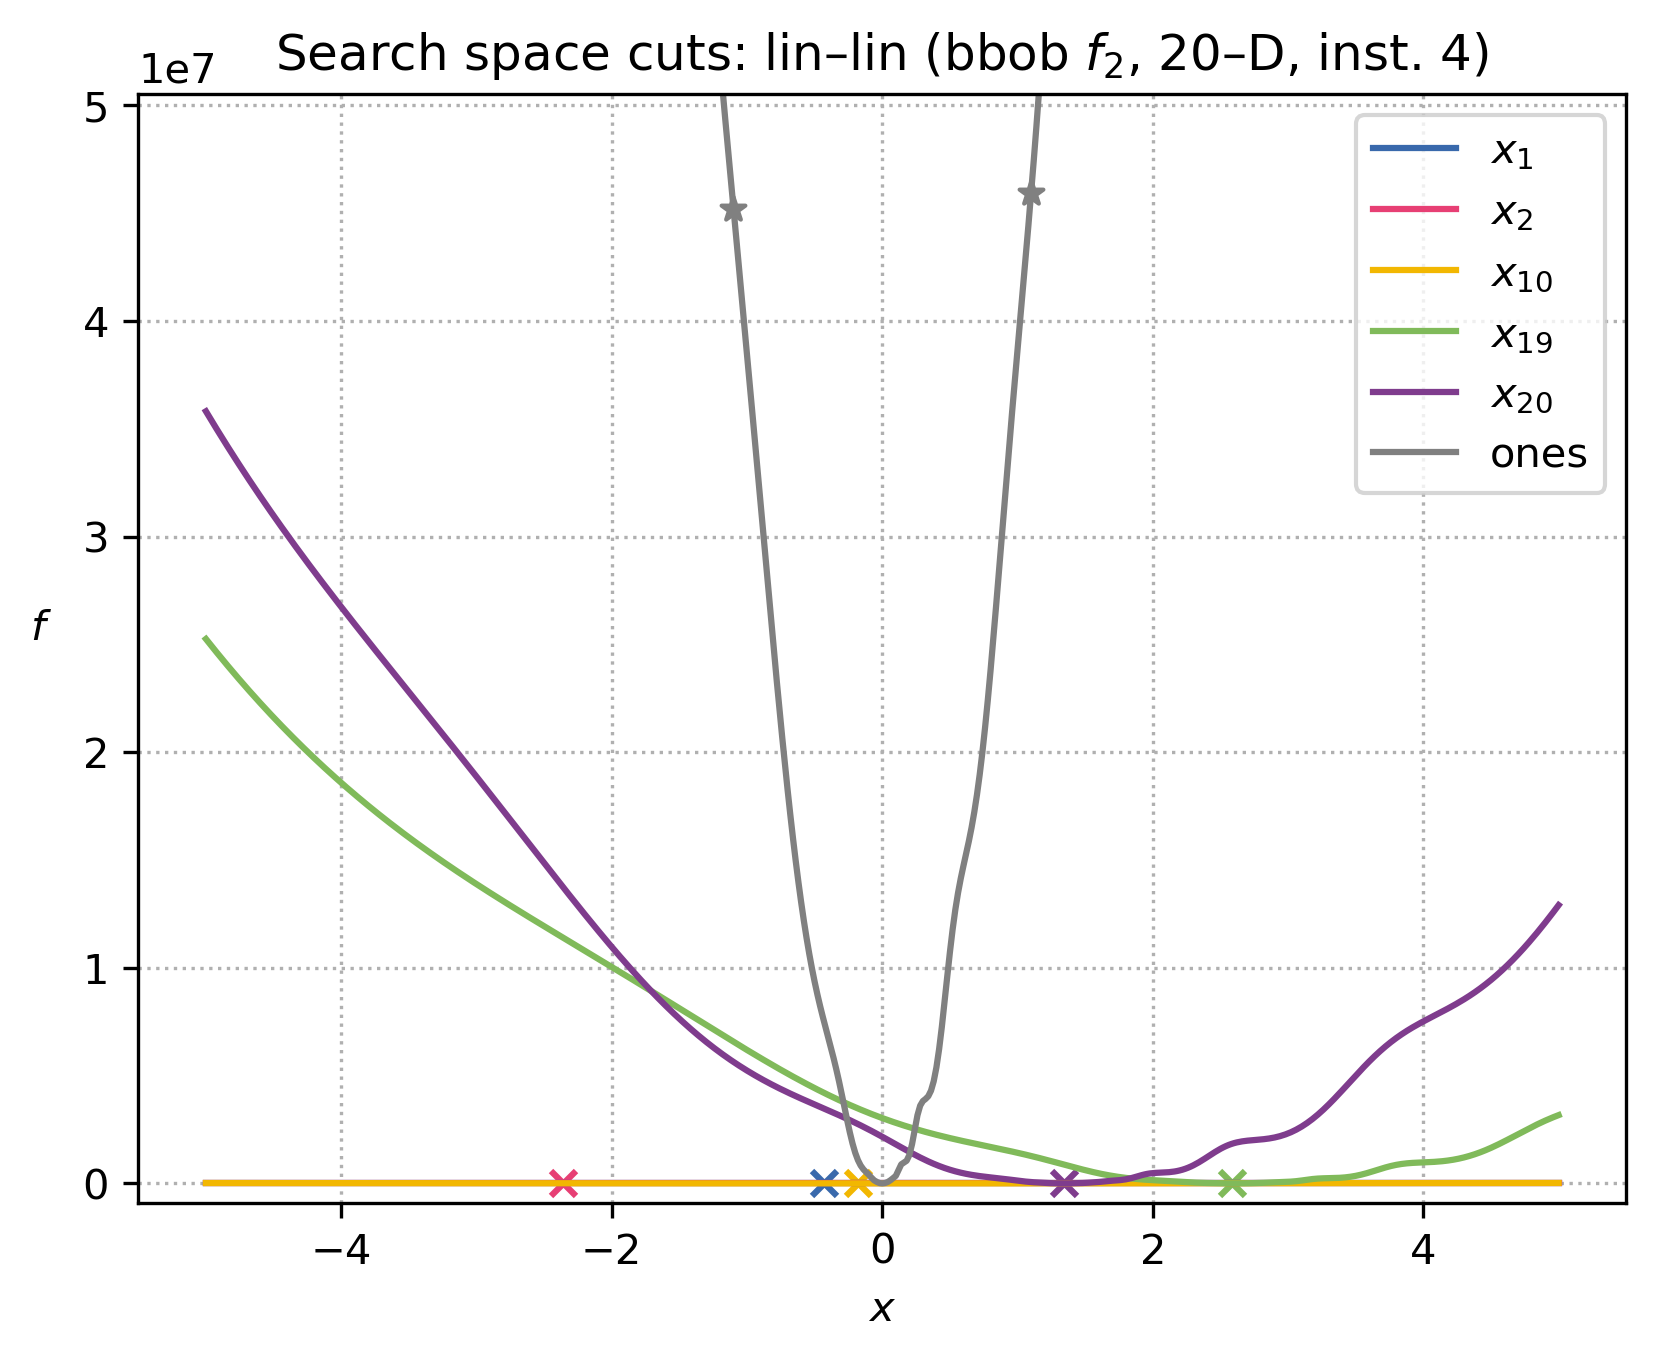 Search space cuts: lin–lin (bbob f₂, 20–D, inst. 4)
1e7
5
4
3
2
1
0
f
−4 −2 0 2 4
x
x₁
x₂
x₁₀
x₁₉
x₂₀
ones